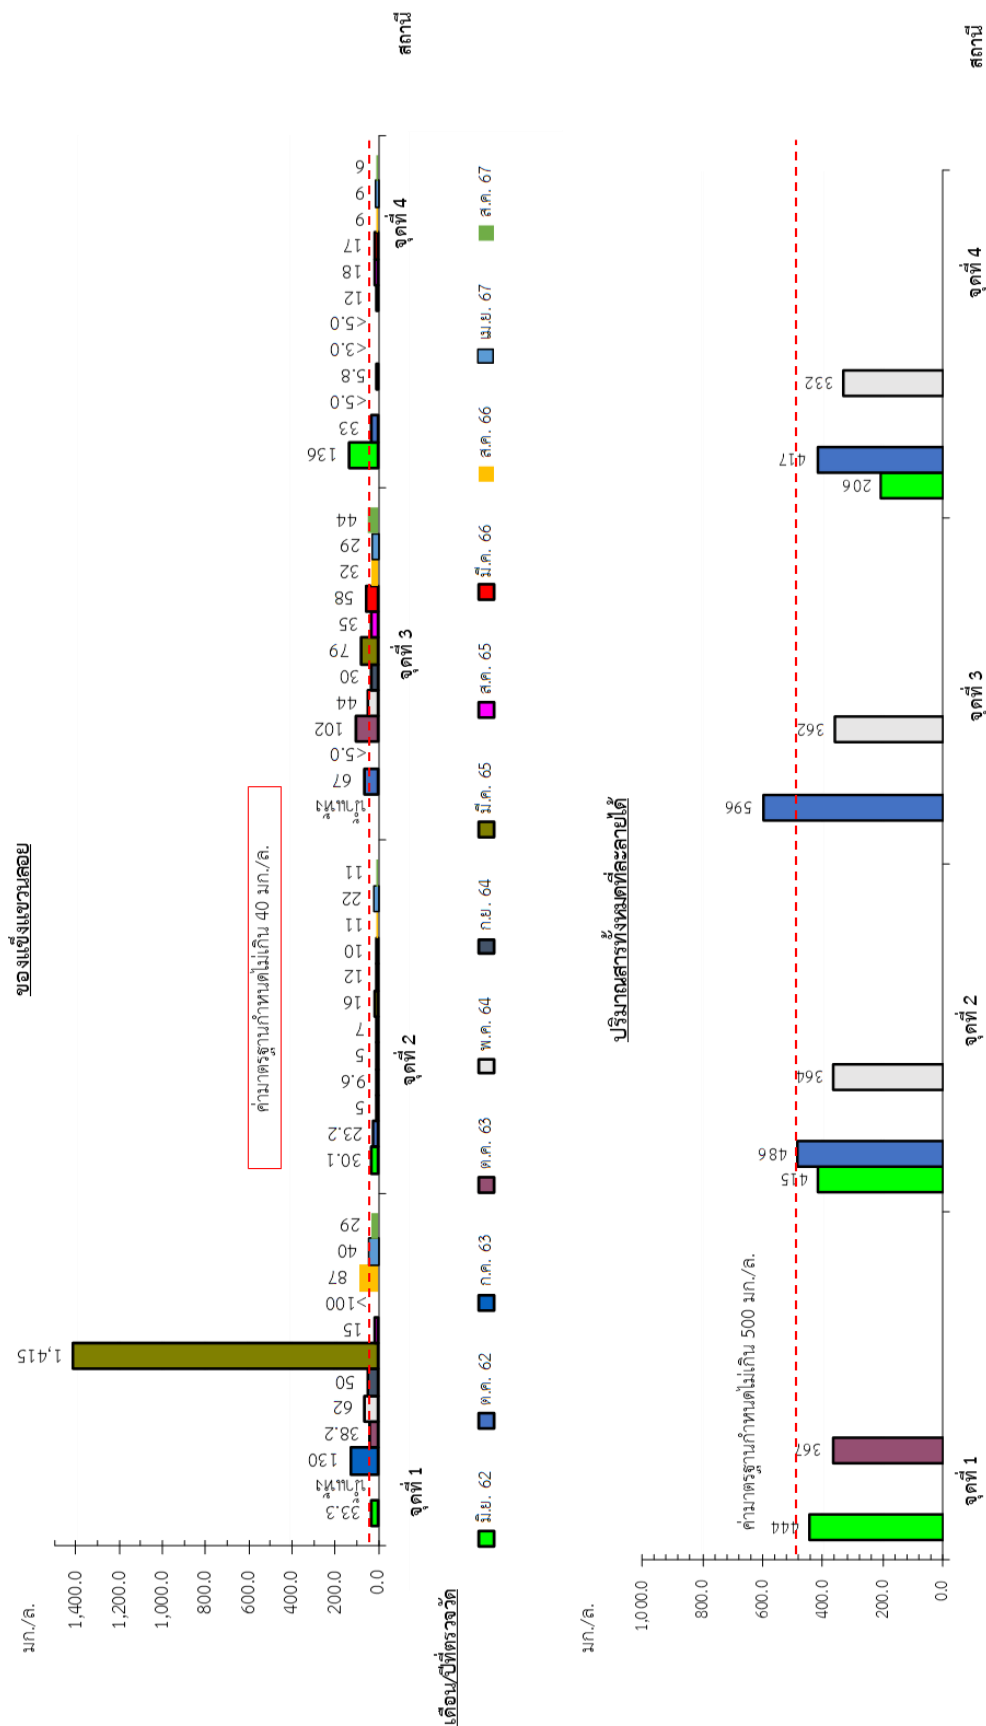 ของแข็งแขวนลอย
มก./ล.
1,400.0
1,200.0
1,000.0
800.0
600.0
400.0
200.0
0.0
ค่ามาตรฐานกำหนดไม่เกิน 40 มก./ล.
33.3 น้ำแห้ง 130 38.2 62 50 1,415 15 >100 87 40 29
30.1 23.2 5 9.6 5 7 16 12 10 11 22 11
น้ำแห้ง 67 <5.0 102 44 30 79 35 58 32 29 44
136 33 <5.0 5.8 <3.0 <5.0 12 18 17 9 9 6
จุดที่ 1 จุดที่ 2 จุดที่ 3 จุดที่ 4 สถานี
เดือน/ปีที่ตรวจวัด
มิ.ย. 62 ต.ค. 62 ก.ค. 63 ต.ค. 63 พ.ค. 64 ก.ย. 64 มี.ค. 65 ส.ค. 65 มี.ค. 66 ส.ค. 66 เม.ย. 67 ส.ค. 67
ปริมาณสารทั้งหมดที่ละลายได้
มก./ล.
1,000.0
800.0
600.0
400.0
200.0
0.0
ค่ามาตรฐานกำหนดไม่เกิน 500 มก./ล.
444 367 415 486 364 596 362 206 417 332
จุดที่ 1 จุดที่ 2 จุดที่ 3 จุดที่ 4 สถานี